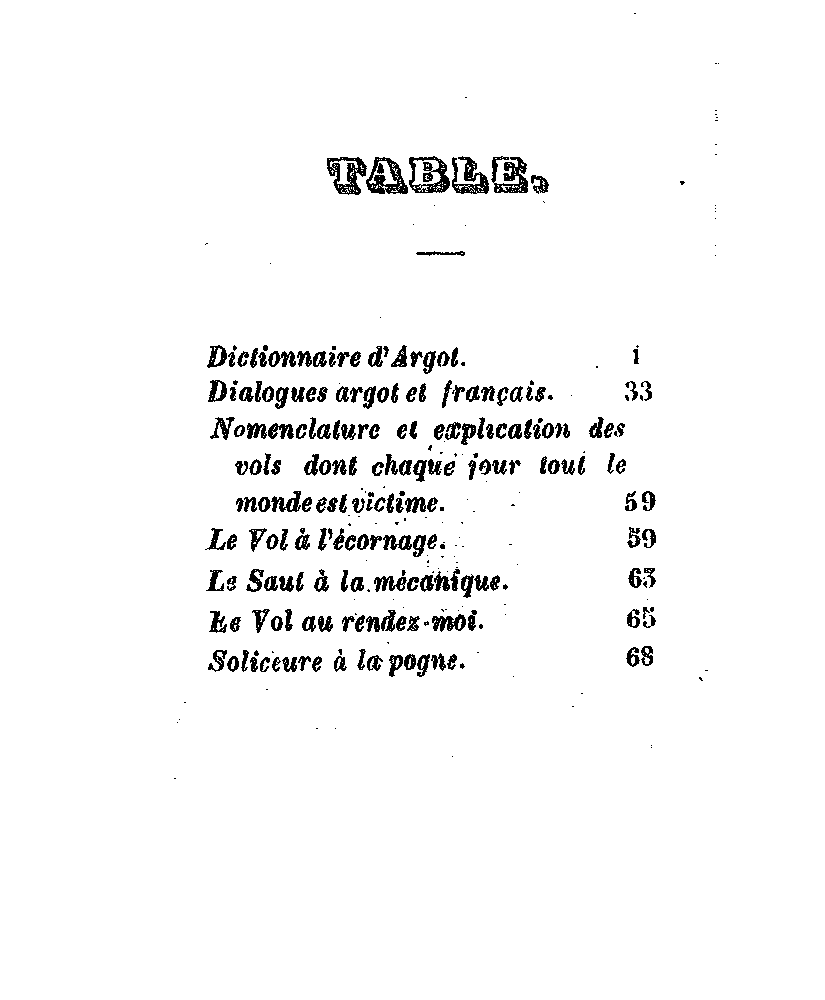 TABLE.
Dictionnaire d'Argot. 1
Dialogues argot et français. 33
Nomenclature et explication des
vols dont chaque jour tout le
monde est victime. 59
Le Vol à l'écornage. 59
Le Saut à la mécanique. 63
Le Vol au rendez-moi. 65
Soliceure à la pogne. 68